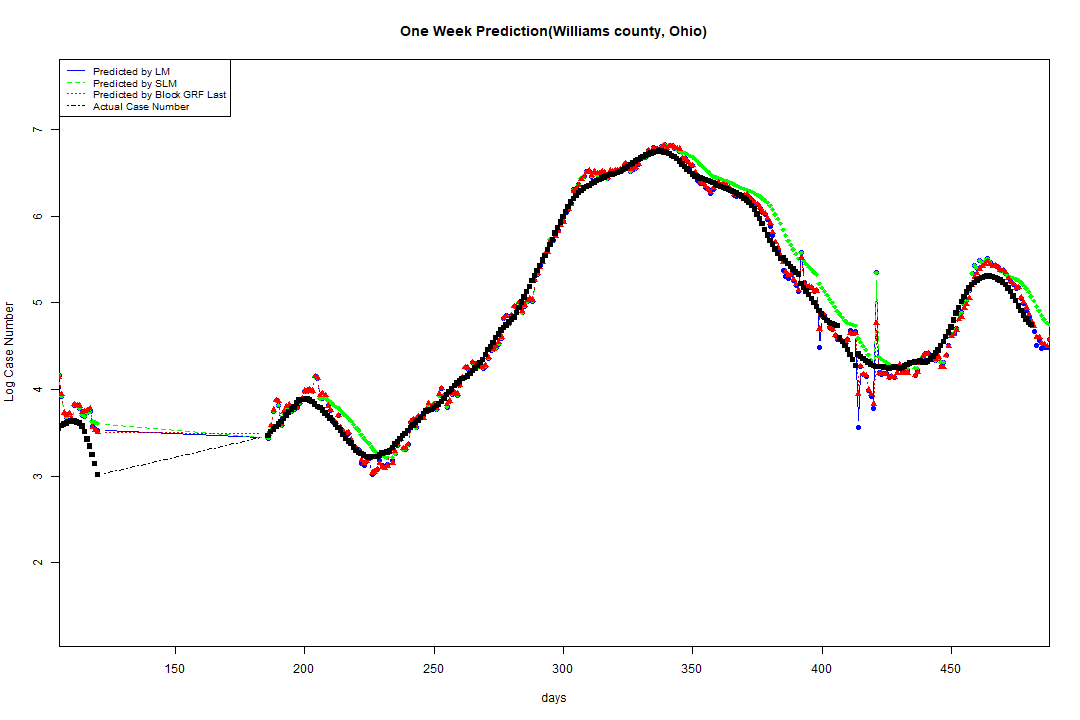 One Week Prediction(Williams county, Ohio)
Predicted by LM
Predicted by SLM
Predicted by Block GRF Last
Actual Case Number
7
6
5
4
3
2
Log Case Number
150 200 250 300 350 400 450
days